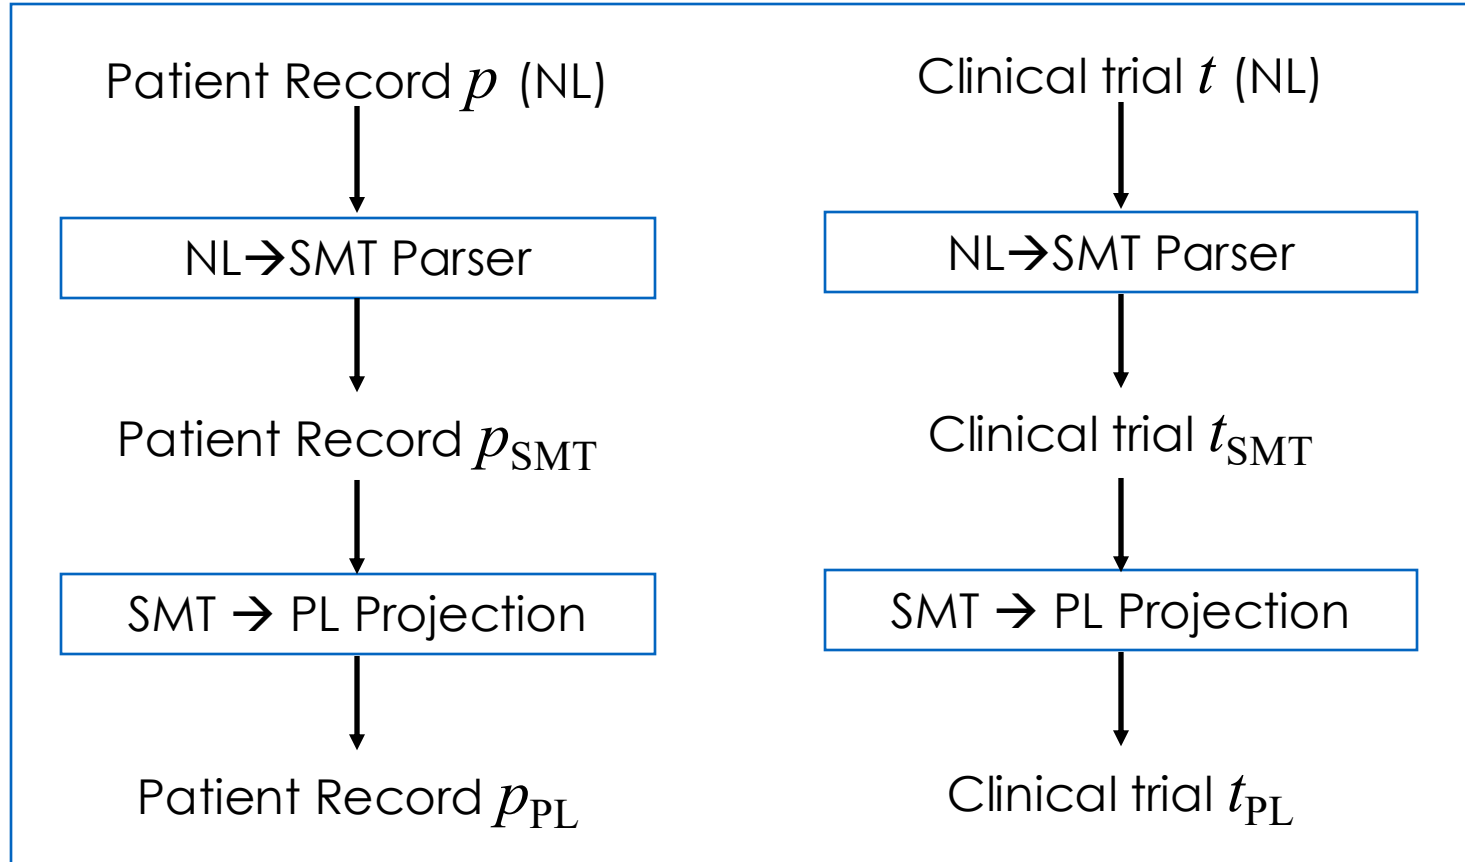 Patient Record p (NL)
NL→SMT Parser
Patient Record pSMT
SMT → PL Projection
Patient Record pPL
Clinical trial t (NL)
NL→SMT Parser
Clinical trial tSMT
SMT → PL Projection
Clinical trial tPL